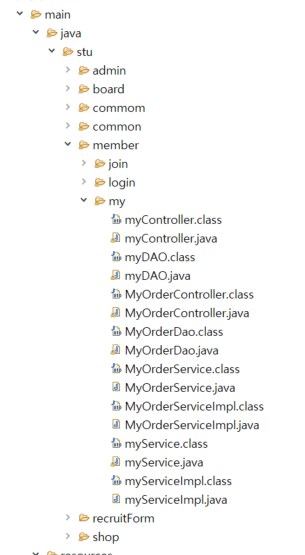 main
java
stu
admin
board
commom
common
member
join
login
my
myController.class
myController.java
myDAO.class
myDAO.java
MyOrderController.class
MyOrderController.java
MyOrderDao.class
MyOrderDao.java
MyOrderService.class
MyOrderService.java
MyOrderServiceImpl.class
MyOrderServiceImpl.java
myService.class
myService.java
myServiceImpl.class
myServiceImpl.java
recruitForm
shop
resources